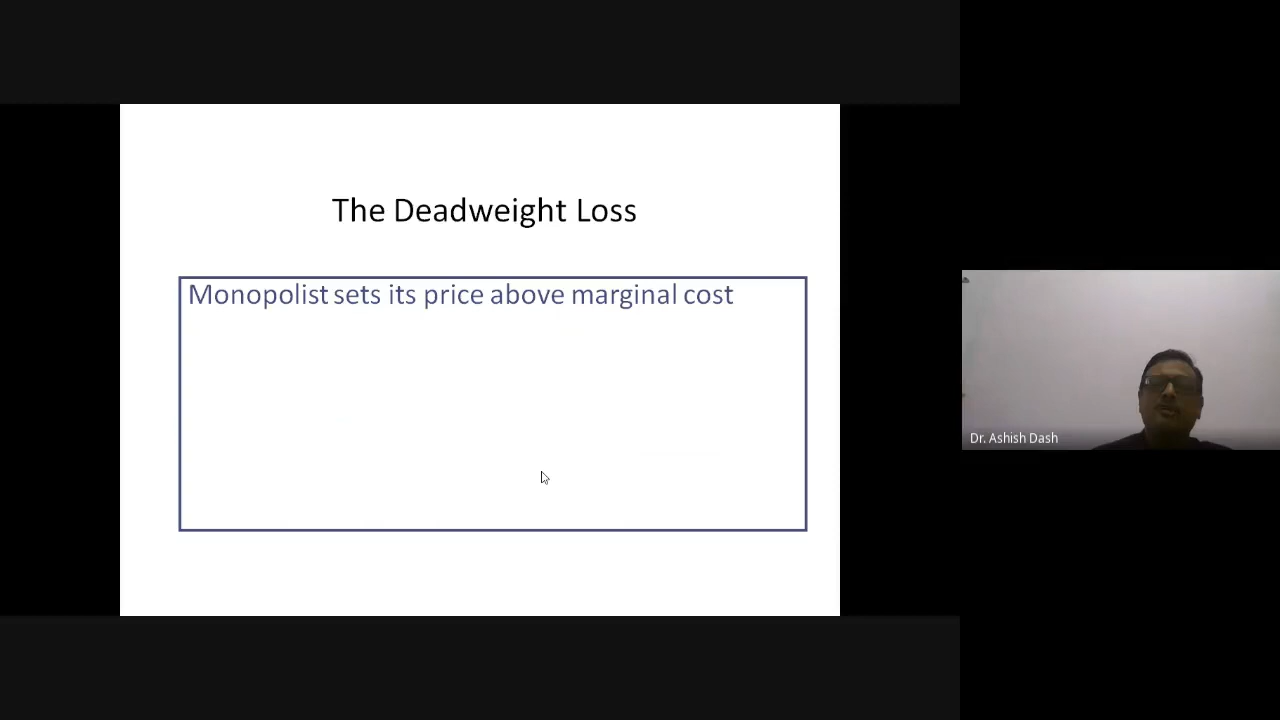 The Deadweight Loss
Monopolist sets its price above marginal cost
Dr. Ashish Dash